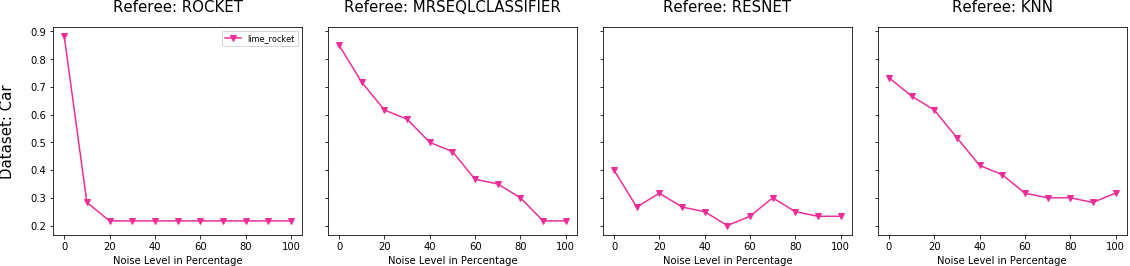 Referee: ROCKET
Referee: MRSEQLCLASSIFIER
Referee: RESNET
Referee: KNN
Dataset: Car
0.9
0.8
0.7
0.6
0.5
0.4
0.3
0.2
lime_rocket
0 20 40 60 80 100
0 20 40 60 80 100
0 20 40 60 80 100
0 20 40 60 80 100
Noise Level in Percentage
Noise Level in Percentage
Noise Level in Percentage
Noise Level in Percentage